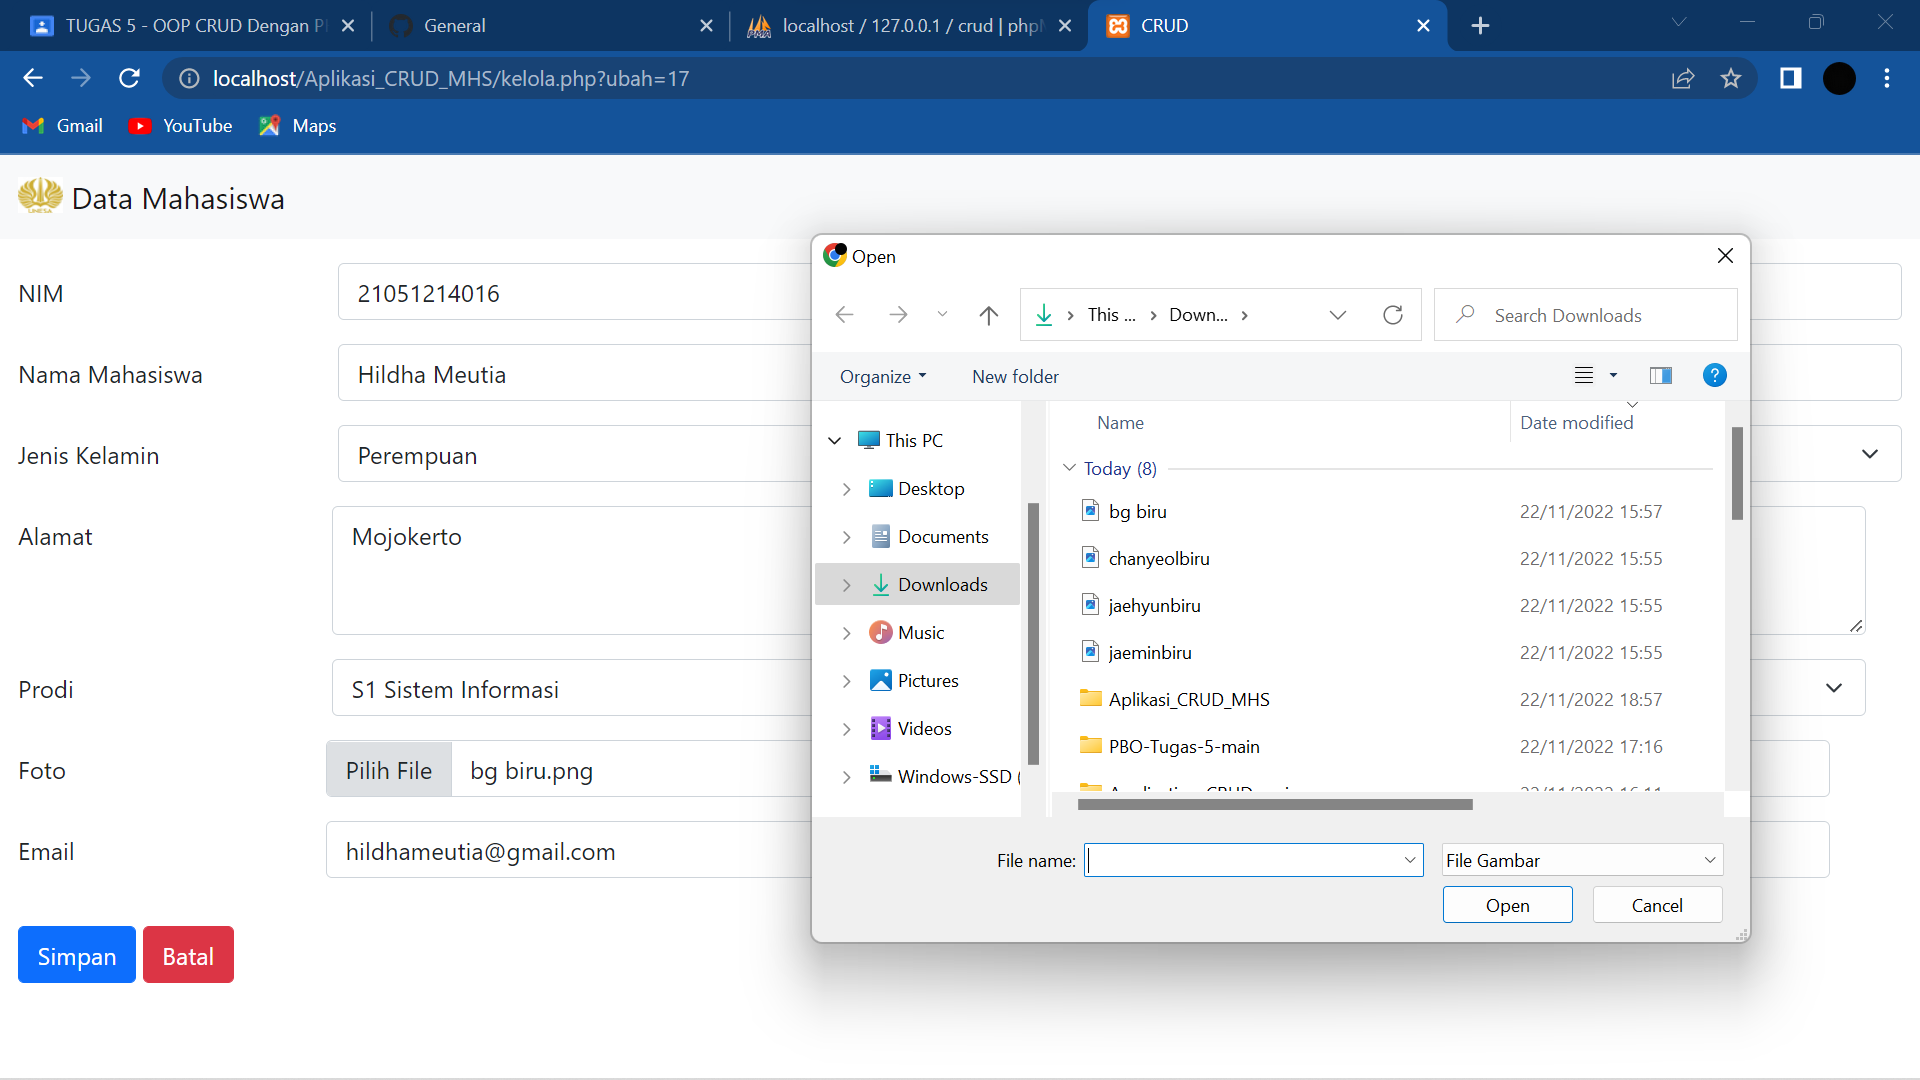 TUGAS 5 - OOP CRUD Dengan P
General
localhost / 127.0.0.1 / crud | php
CRUD
localhost/Aplikasi_CRUD_MHS/kelola.php?ubah=17
Gmail
YouTube
Maps
UNESA
Data Mahasiswa
NIM
21051214016
Nama Mahasiswa
Hildha Meutia
Jenis Kelamin
Perempuan
Alamat
Mojokerto
Prodi
S1 Sistem Informasi
Foto
Pilih File
bg biru.png
Email
hildhameutia@gmail.com
Simpan
Batal
Open
This ...
Down...
Search Downloads
Organize
New folder
?
This PC
Desktop
Documents
Downloads
Music
Pictures
Videos
Windows-SSD (
Name
Date modified
Today (8)
bg biru
22/11/2022 15:57
chanyeolbiru
22/11/2022 15:55
jaehyunbiru
22/11/2022 15:55
jaeminbiru
22/11/2022 15:55
Aplikasi_CRUD_MHS
22/11/2022 18:57
PBO-Tugas-5-main
22/11/2022 17:16
File name:
File Gambar
Open
Cancel